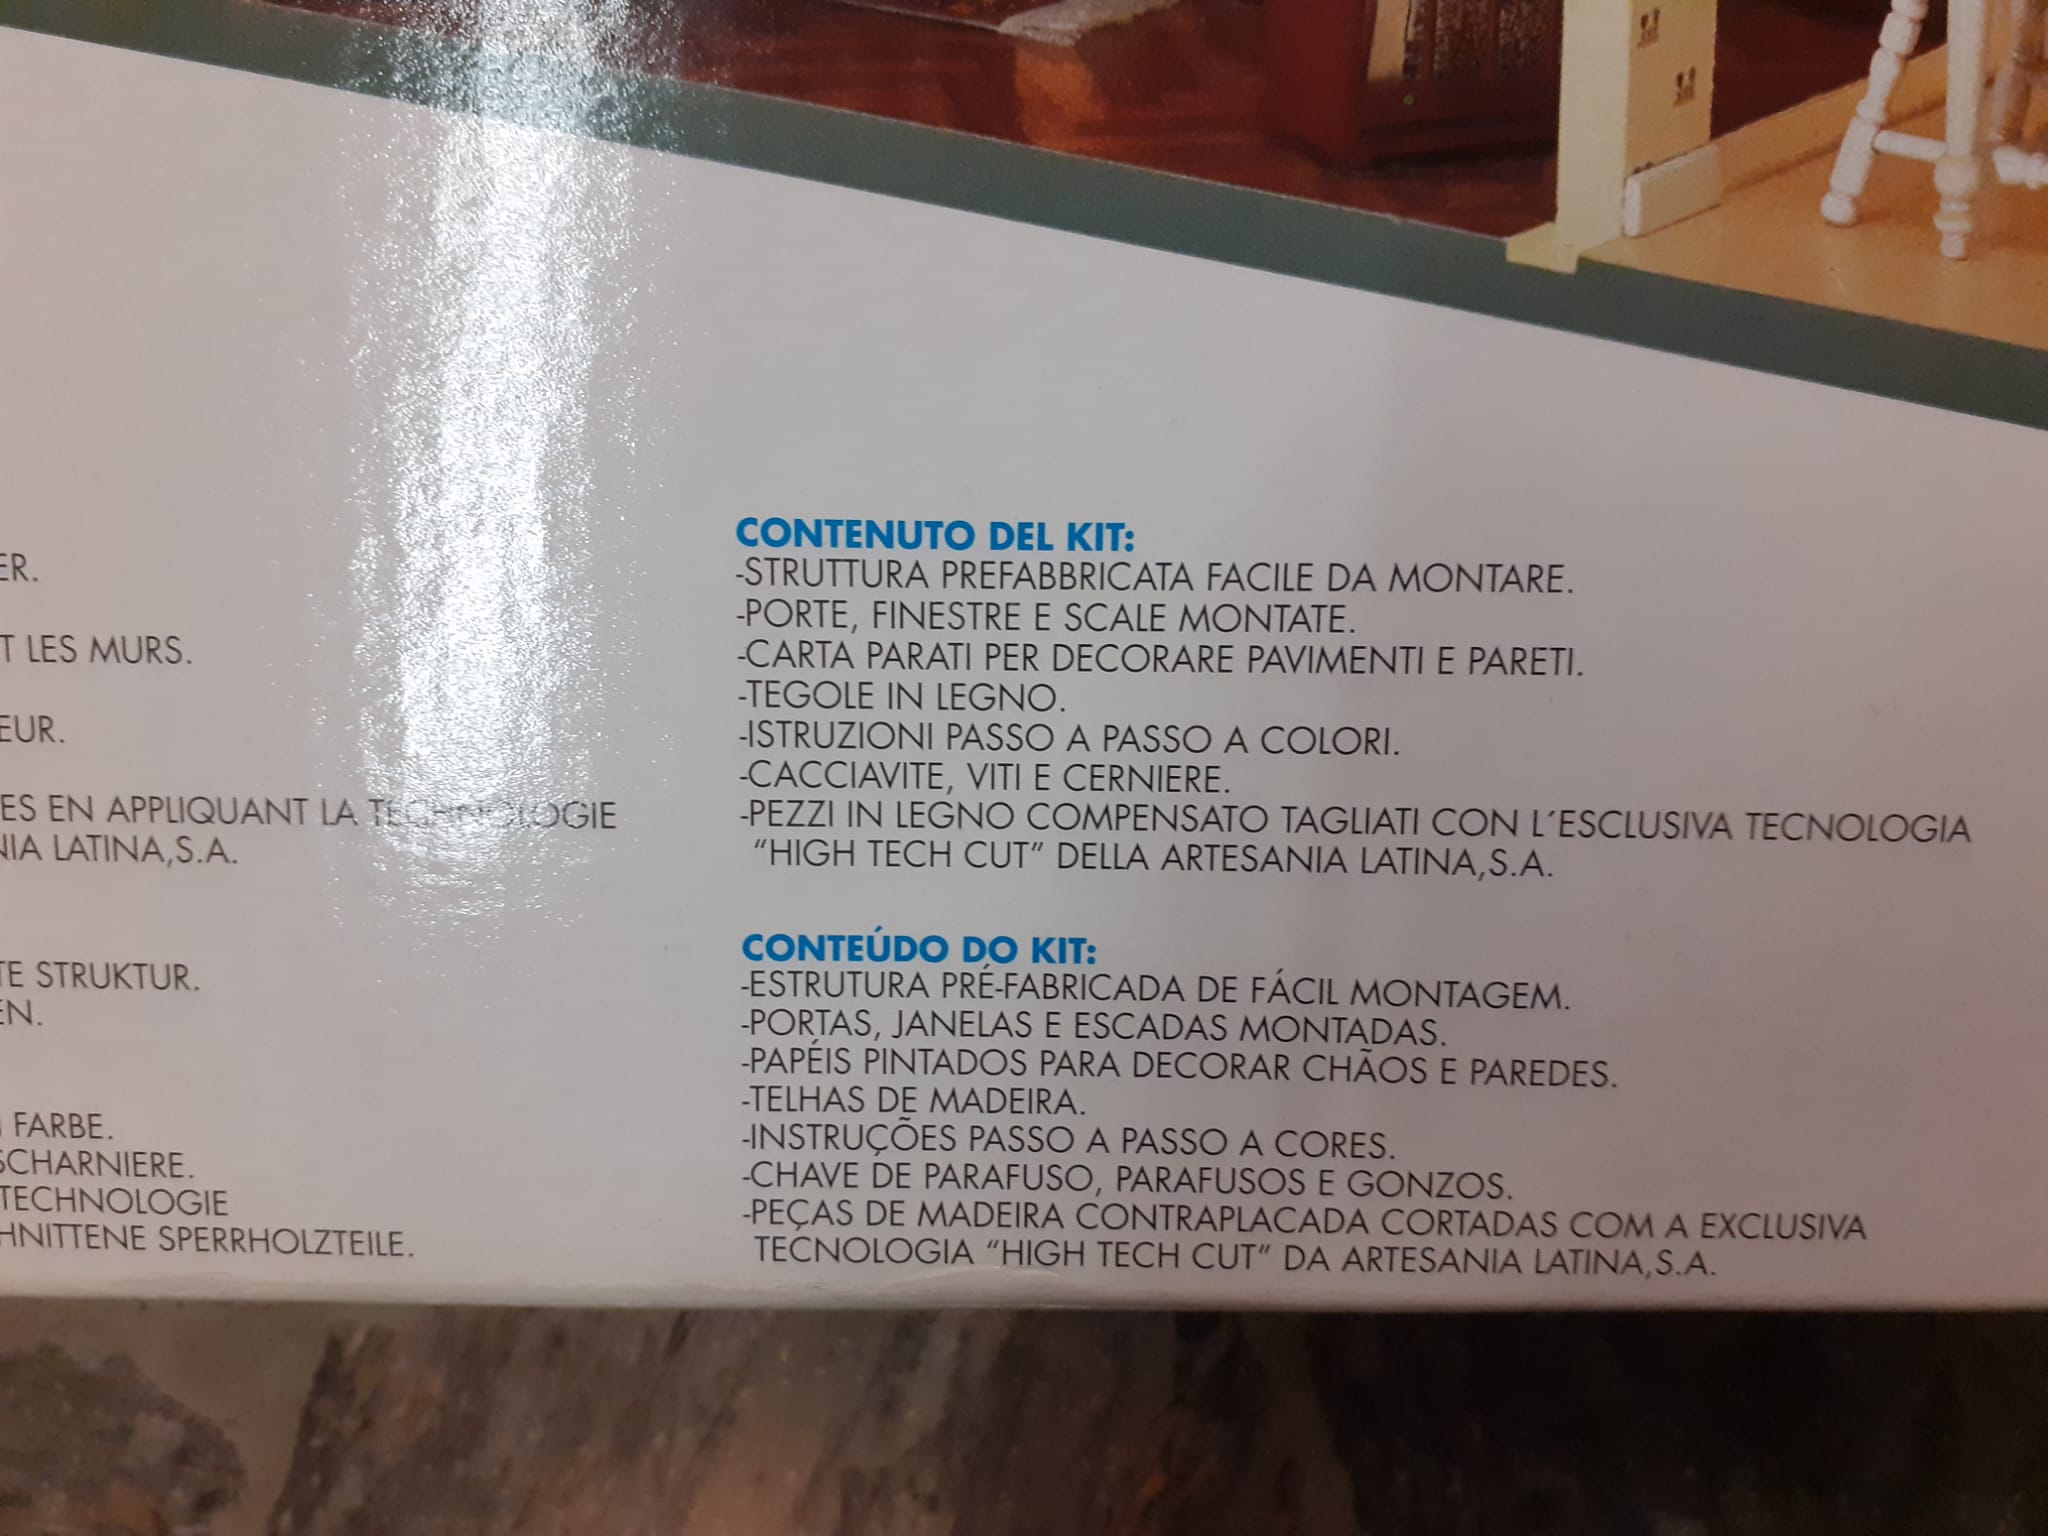 ER.
T LES MURS.
EUR.
ES EN APPLIQUANT LA TECHNOLOGIE
NIA LATINA,S.A.
TE STRUKTUR.
EN.
FARBE.
SCHARNIERE.
TECHNOLOGIE
HNITTENE SPERRHOLZTEILE.
CONTENUTO DEL KIT:
-STRUTTURA PREFABBRICATA FACILE DA MONTARE.
-PORTE, FINESTRE E SCALE MONTATE.
-CARTA PARATI PER DECORARE PAVIMENTI E PARETI.
-TEGOLE IN LEGNO.
-ISTRUZIONI PASSO A PASSO A COLORI.
-CACCIAVITE, VITI E CERNIERE.
-PEZZI IN LEGNO COMPENSATO TAGLIATI CON L´ESCLUSIVA TECNOLOGIA
“HIGH TECH CUT” DELLA ARTESANIA LATINA,S.A.
CONTEÚDO DO KIT:
-ESTRUTURA PRÉ-FABRICADA DE FÁCIL MONTAGEM.
-PORTAS, JANELAS E ESCADAS MONTADAS.
-PAPÉIS PINTADOS PARA DECORAR CHÃOS E PAREDES.
-TELHAS DE MADEIRA.
-INSTRUÇÕES PASSO A PASSO A CORES.
-CHAVE DE PARAFUSO, PARAFUSOS E GONZOS.
-PEÇAS DE MADEIRA CONTRAPLACADA CORTADAS COM A EXCLUSIVA
TECNOLOGIA “HIGH TECH CUT” DA ARTESANIA LATINA,S.A.